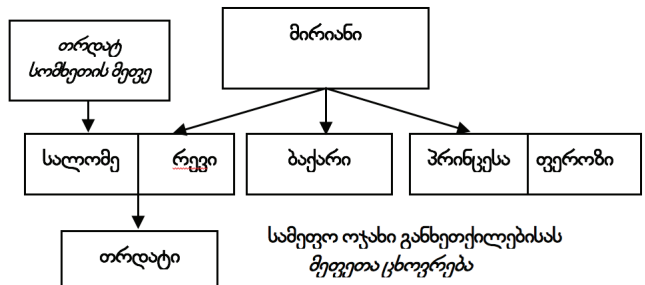 თრდატ
სომხეთის მეფე
მირიანი
სალომე
რევი
ბაქარი
პრინცესა
ფეროზი
თრდატი
სამეფო ოჯახი განხეთქილებისას
მეფეთა ცხოვრება